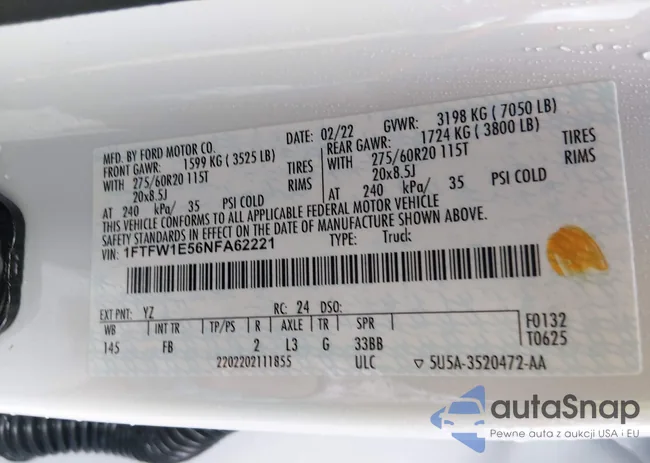 MFD. BY FORD MOTOR CO.
DATE: 02/22 GVWR: 3198 KG ( 7050 LB)
FRONT GAWR: 1599 KG ( 3525 LB)
REAR GAWR: 1724 KG ( 3800 LB)
WITH 275/60R20 115T TIRES
WITH 275/60R20 115T TIRES
20x8.5J RIMS
20x8.5J RIMS
AT 240 kPa/ 35 PSI COLD
AT 240 kPa/ 35 PSI COLD
THIS VEHICLE CONFORMS TO ALL APPLICABLE FEDERAL MOTOR VEHICLE
SAFETY STANDARDS IN EFFECT ON THE DATE OF MANUFACTURE SHOWN ABOVE.
VIN: 1FTFW1E56NFA62221 TYPE: Truck
EXT PNT: YZ RC: 24 DSO:
WB INT TR TP/PS R AXLE TR SPR
145 FB 2 L3 G 33BB
F0132
T0625
2202202111855 ULC ▽ 5U5A-3520472-AA
autaSnap
Pewne auta z aukcji USA i EU